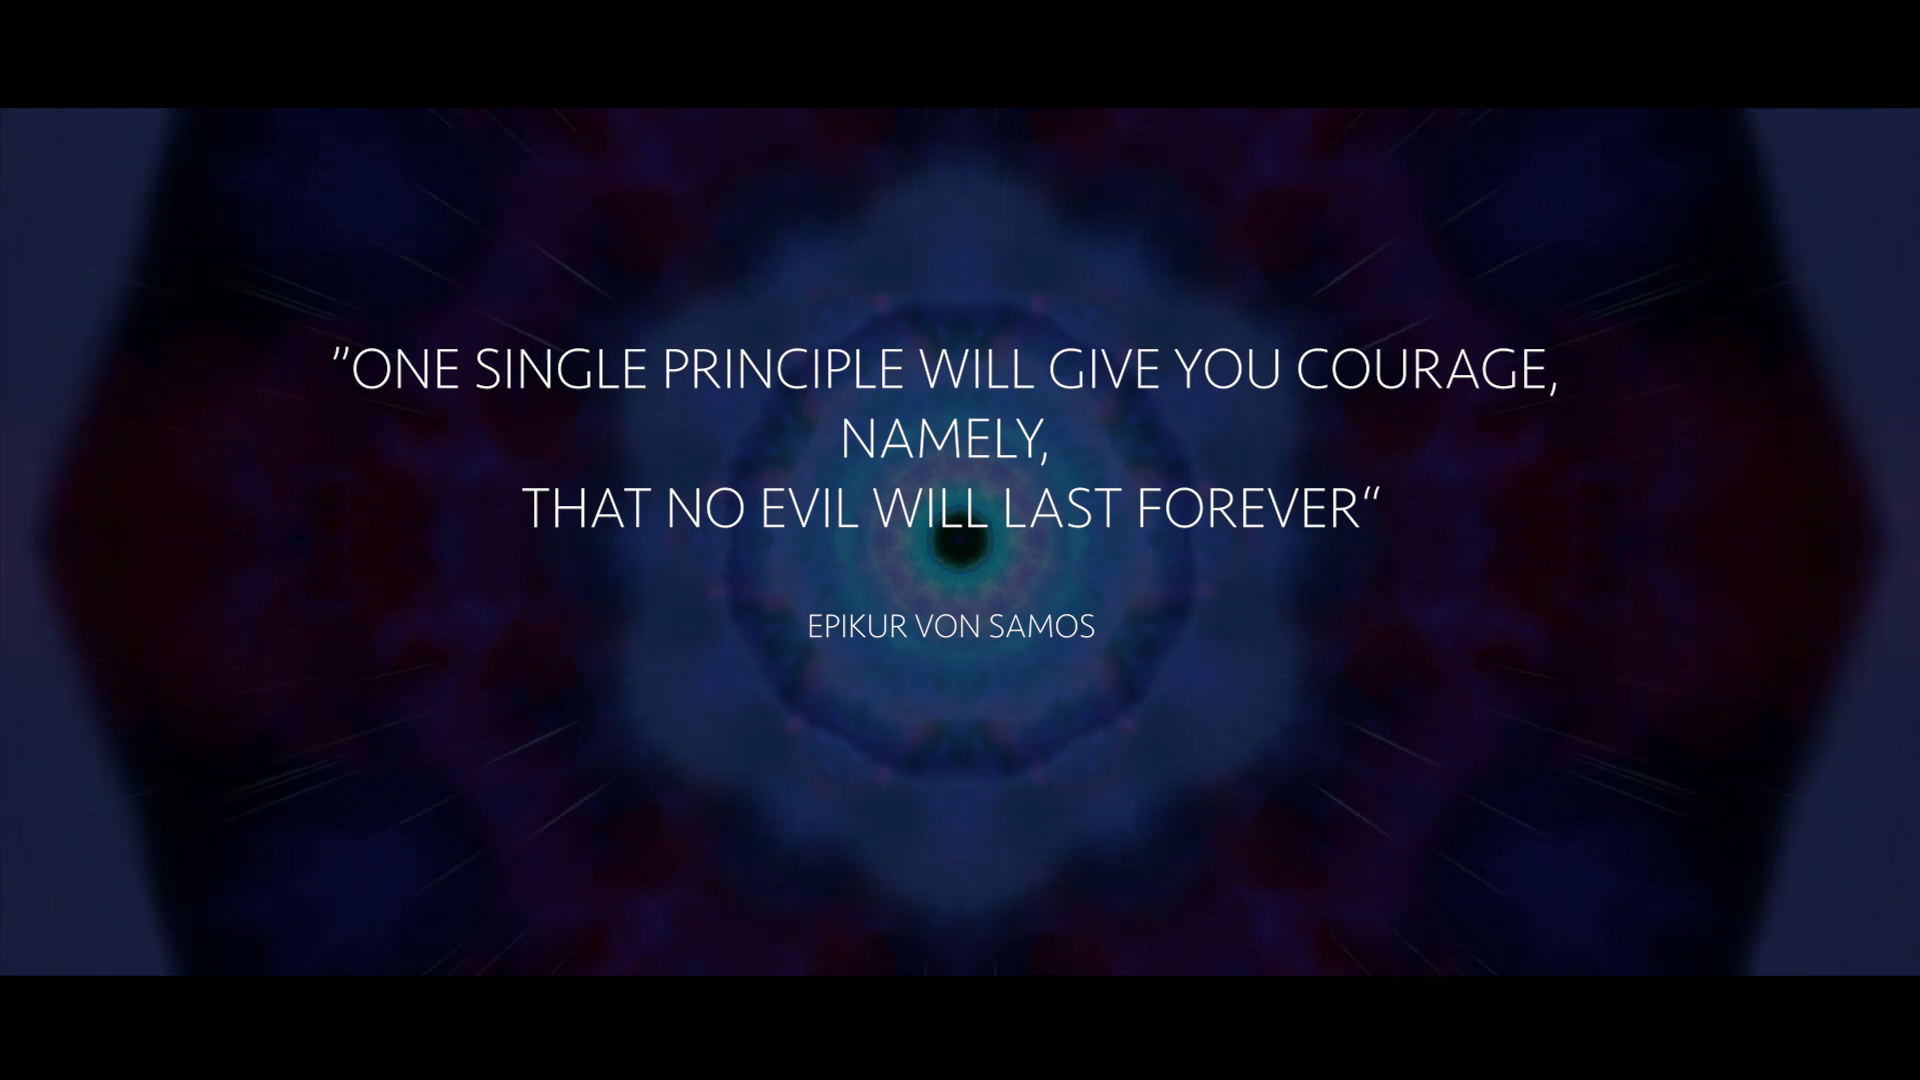 "ONE SINGLE PRINCIPLE WILL GIVE YOU COURAGE,
NAMELY,
THAT NO EVIL WILL LAST FOREVER“
EPIKUR VON SAMOS